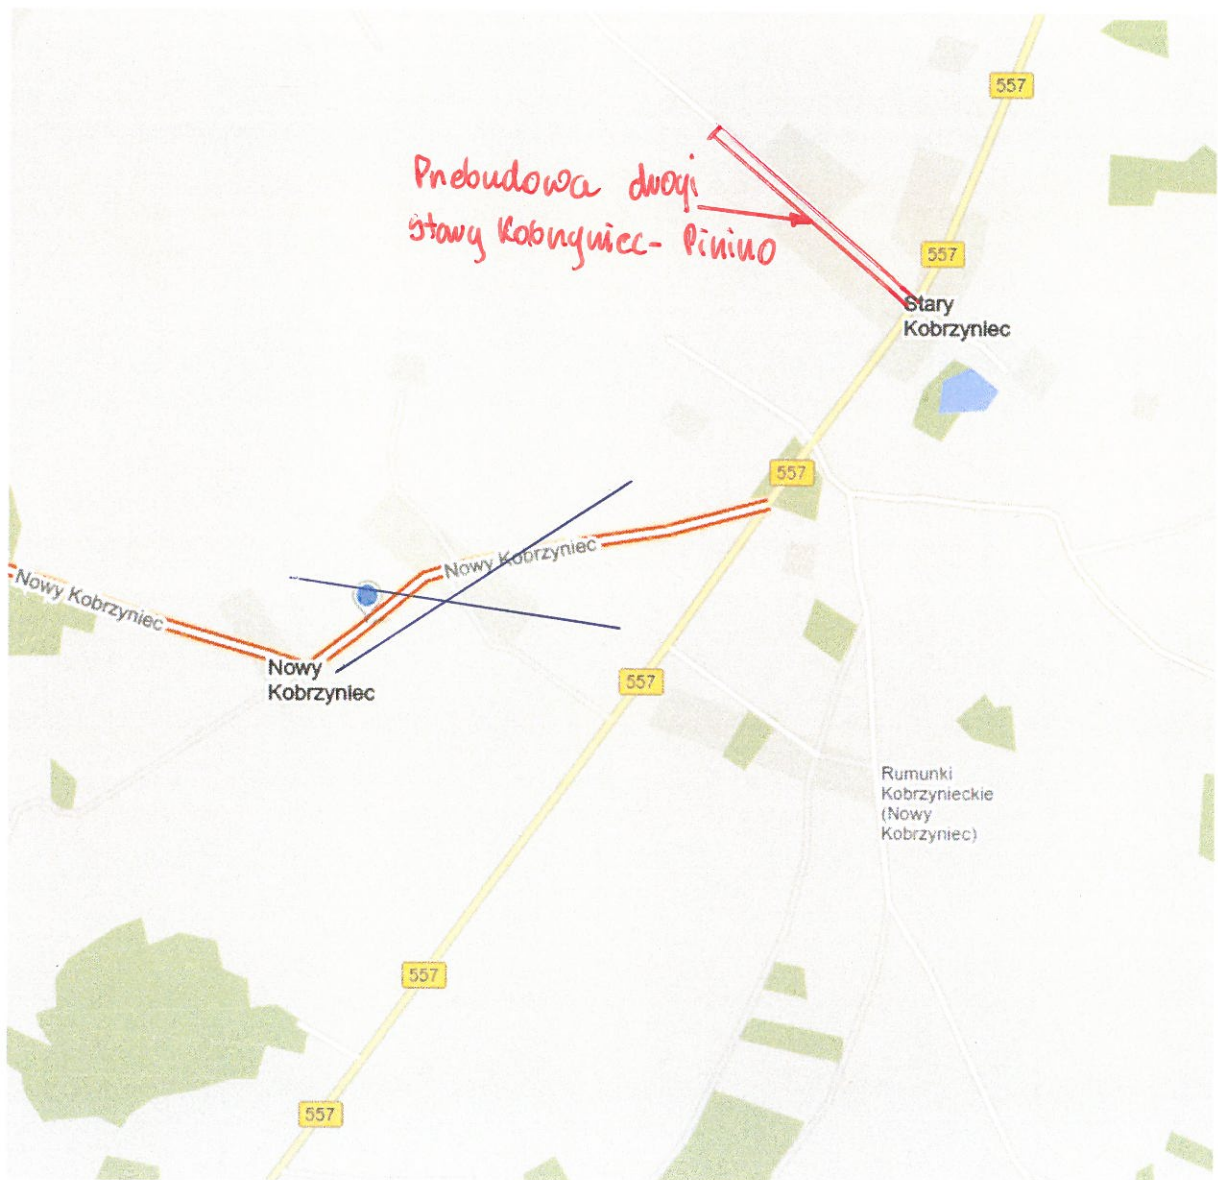 557
Przebudowa drogi
Stary Kobrzyniec - Pinino
557
Stary
Kobrzyniec
557
Nowy Kobrzyniec
Nowy Kobrzyniec
Nowy
Kobrzyniec
557
Rumunki
Kobrzynieckie
(Nowy
Kobrzyniec)
557
557